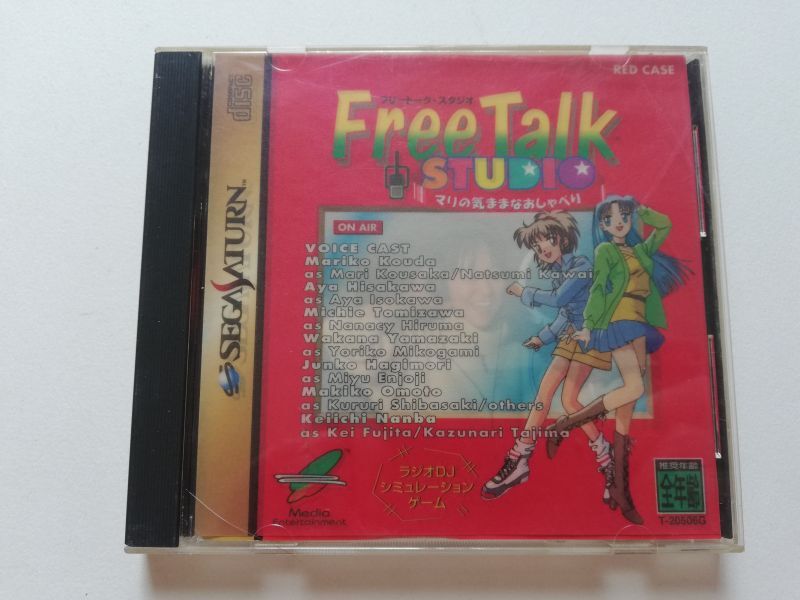 RED CASE
disc
フリートーク・スタジオ
Free Talk
STUDIO
マリの気ままなおしゃべり
SEGA SATURN™
ON AIR
VOICE CAST
Mariko Kouda
as Mari Kousaka/Natsumi Kawai
Aya Hisakawa
as Aya Isokawa
Michie Tomizawa
as Nanacy Hiruma
Wakana Yamazaki
as Yoriko Mikogami
Junko Hagimori
as Miyu Enjoji
Makiko Omoto
as Kururi Shibasaki/others
Keiichi Nanba
as Kei Fujita/Kazunari Tajima
Media
Entertainment
ラジオDJ
シミュレーション
ゲーム
推奨年齢
全年齢
T-20506G